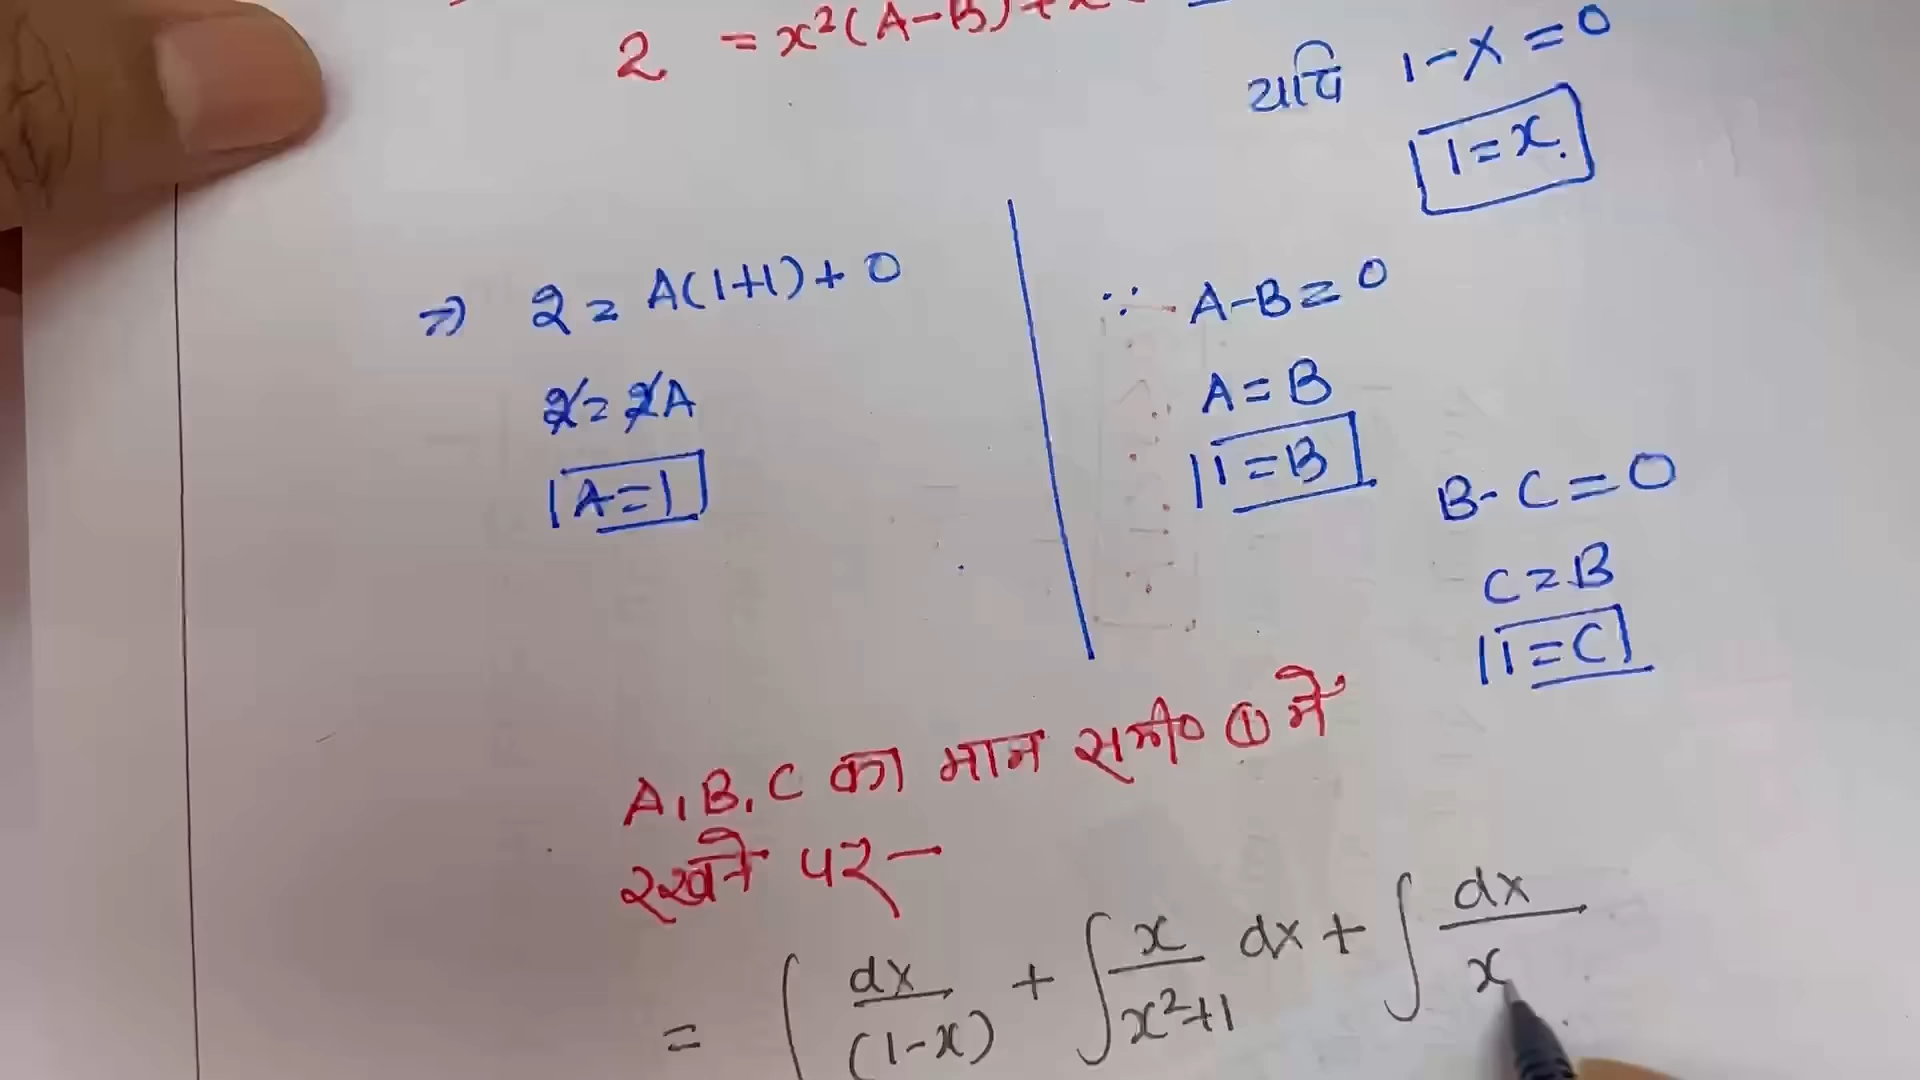 2 = x²(A-B)+x
यदि 1-x=0
1=x.
⇒ 2 = A(1+1)+0
2 = 2A
A=1
∵ A-B=0
A=B
1=B
B-C=0
C=B
1=C
A, B, C का मान समी० ① में
रखने पर-
= ∫ dx/(1-x) + ∫ x/x²+1 dx + ∫ dx/x